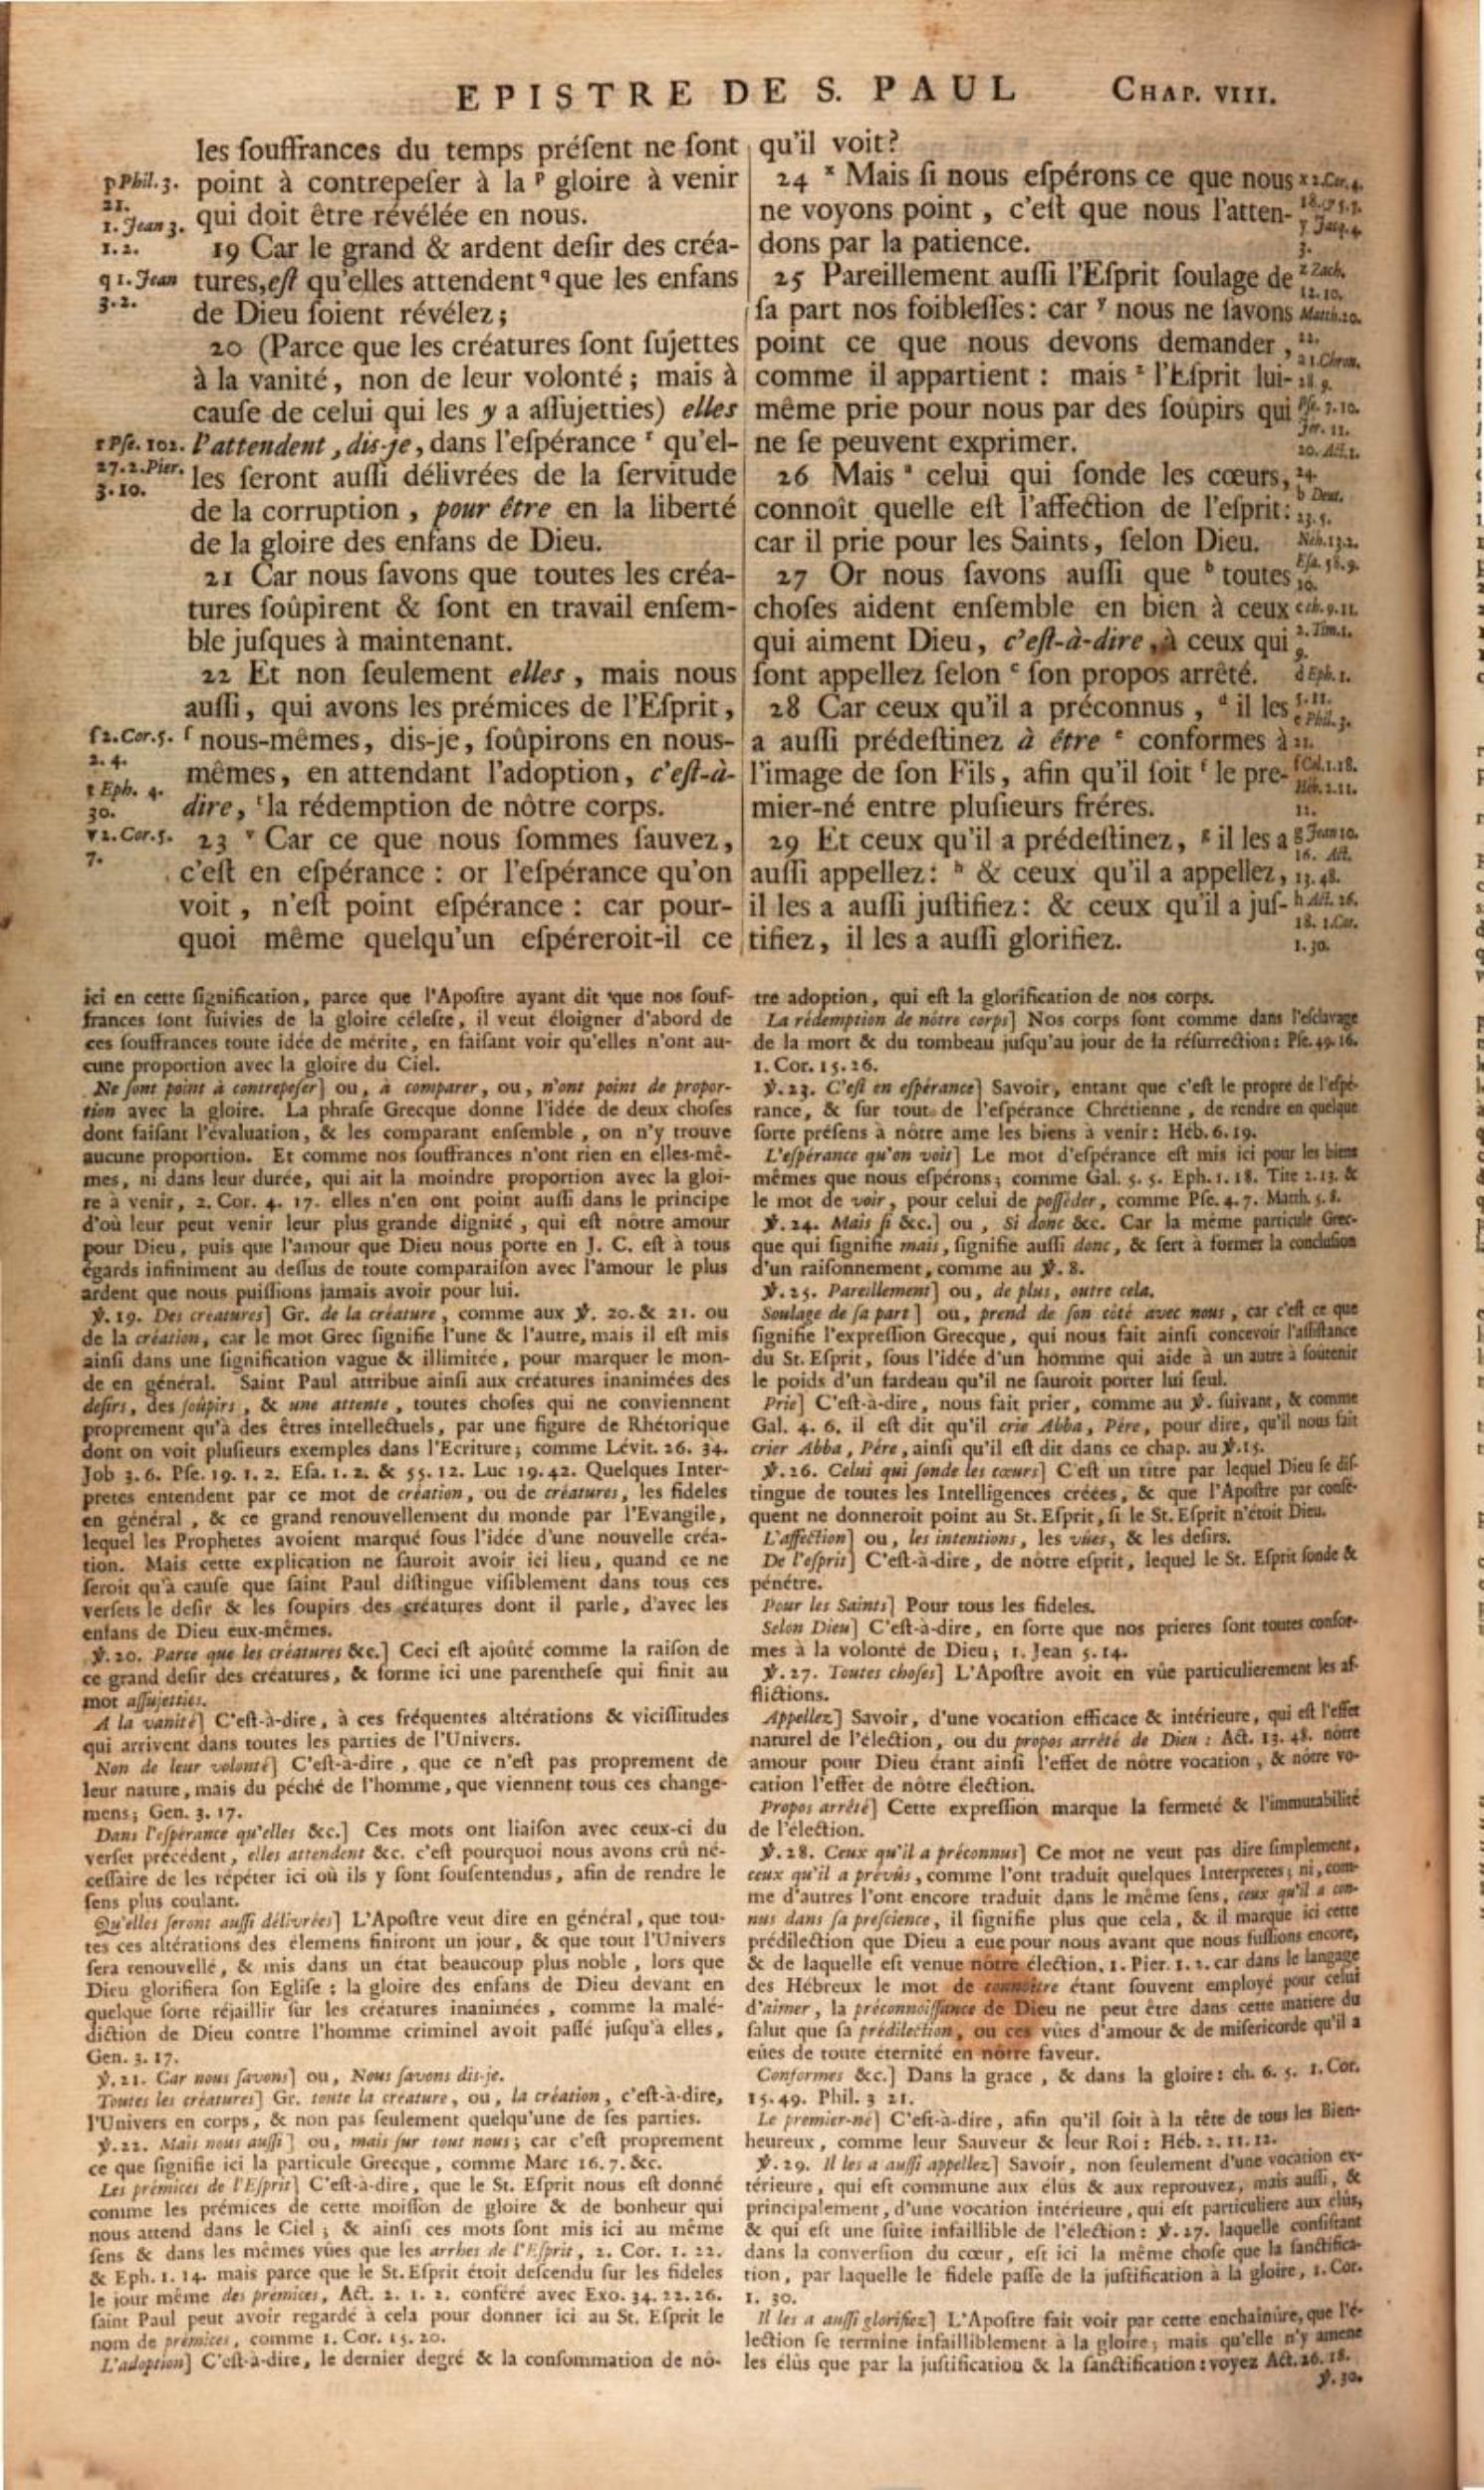 EPISTRE DE S. PAUL CHAP. VIII.
les souffrances du temps présent ne sont
point à contrepeser à la ᵖ gloire à venir
qui doit être révélée en nous.
19 Car le grand & ardent desir des créa-
tures, est qu'elles attendent ᑫ que les enfans
de Dieu soient révélez;
20 (Parce que les créatures sont sujettes
à la vanité, non de leur volonté; mais à
cause de celui qui les y a assujetties) elles
l'attendent, dis-je, dans l'espérance ʳ qu'el-
les seront aussi délivrées de la servitude
de la corruption, pour être en la liberté
de la gloire des enfans de Dieu.
21 Car nous savons que toutes les créa-
tures soûpirent & sont en travail ensem-
ble jusques à maintenant.
22 Et non seulement elles, mais nous
aussi, qui avons les prémices de l'Esprit,
ˢ nous-mêmes, dis-je, soûpirons en nous-
mêmes, en attendant l'adoption, c'est-à-
dire, ᵗ la rédemption de nôtre corps.
23 ᵛ Car ce que nous sommes sauvez,
c'est en espérance : or l'espérance qu'on
voit, n'est point espérance : car pour-
quoi même quelqu'un espéreroit-il ce
p Phil. 3.
21.
1. Jean 3.
1. 2.
q 1. Jean
3. 2.
r Pse. 102.
27. 2. Pier.
3. 10.
s 2. Cor. 5.
2. 4.
t Eph. 4.
30.
v 2. Cor. 5.
7.
qu'il voit?
24 ˣ Mais si nous espérons ce que nous
ne voyons point, c'est que nous l'atten-
dons par la patience.
25 Pareillement aussi l'Esprit soulage de
sa part nos foiblesses: car ʸ nous ne savons
point ce que nous devons demander,
comme il appartient : mais ᶻ l'Esprit lui-
même prie pour nous par des soûpirs qui
ne se peuvent exprimer.
26 Mais ᵃ celui qui sonde les cœurs,
connoît quelle est l'affection de l'esprit:
car il prie pour les Saints, selon Dieu.
27 Or nous savons aussi que ᵇ toutes
choses aident ensemble en bien à ceux
qui aiment Dieu, c'est-à-dire, à ceux qui
sont appellez selon ᶜ son propos arrêté.
28 Car ceux qu'il a préconnus, ᵈ il les
a aussi prédestinez à être ᵉ conformes à
l'image de son Fils, afin qu'il soit ᶠ le pre-
mier-né entre plusieurs fréres.
29 Et ceux qu'il a prédestinez, ᵍ il les a
aussi appellez: ʰ & ceux qu'il a appellez,
il les a aussi justifiez: & ceux qu'il a jus-
tifiez, il les a aussi glorifiez.
x 2. Cor. 4.
18. & 5. 7.
y Jacq. 4.
3.
z Zach.
12. 10.
Matth. 20.
22.
a 1. Chron.
28. 9.
Pse. 7. 10.
Jér. 11.
20. Act. 1.
24.
b Deut.
23. 5.
Néh. 13. 2.
Esa. 38. 9.
10.
c ch. 9. 11.
2. Tim. 1.
9.
d Eph. 1.
5. 11.
e Phil. 3.
21.
f Col. 1. 18.
Héb. 2. 11.
12.
g Jean 10.
16. Act.
13. 48.
h Act. 26.
18. 1. Cor.
1. 30.
ici en cette signification, parce que l'Apostre ayant dit que nos souf-
frances sont suivies de la gloire céleste, il veut éloigner d'abord de
ces souffrances toute idée de mérite, en faisant voir qu'elles n'ont au-
cune proportion avec la gloire du Ciel.
Ne sont point à contrepeser] ou, à comparer, ou, n'ont point de propor-
tion avec la gloire. La phrase Grecque donne l'idée de deux choses
dont faisant l'évaluation, & les comparant ensemble, on n'y trouve
aucune proportion. Et comme nos souffrances n'ont rien en elles-mê-
mes, ni dans leur durée, qui ait la moindre proportion avec la gloi-
re à venir, 2. Cor. 4. 17. elles n'en ont point aussi dans le principe
d'où leur peut venir leur plus grande dignité, qui est nôtre amour
pour Dieu, puis que l'amour que Dieu nous porte en J. C. est à tous
égards infiniment au dessus de toute comparaison avec l'amour le plus
ardent que nous puissions jamais avoir pour lui.
℣. 19. Des créatures] Gr. de la créature, comme aux ℣. 20. & 21. ou
de la création, car le mot Grec signifie l'une & l'autre, mais il est mis
ainsi dans une signification vague & illimitée, pour marquer le mon-
de en général. Saint Paul attribue ainsi aux créatures inanimées des
desirs, des soûpirs, & une attente, toutes choses qui ne conviennent
proprement qu'à des êtres intellectuels, par une figure de Rhétorique
dont on voit plusieurs exemples dans l'Ecriture; comme Lévit. 26. 34.
Job 3. 6. Pse. 19. 1. 2. Esa. 1. 2. & 55. 12. Luc 19. 42. Quelques Inter-
pretes entendent par ce mot de création, ou de créatures, les fideles
en général, & ce grand renouvellement du monde par l'Evangile,
lequel les Prophetes avoient marqué sous l'idée d'une nouvelle créa-
tion. Mais cette explication ne sauroit avoir ici lieu, quand ce ne
seroit qu'à cause que saint Paul distingue visiblement dans tous ces
versets le desir & les soupirs des créatures dont il parle, d'avec les
enfans de Dieu eux-mêmes.
℣. 20. Parce que les créatures &c.] Ceci est ajoûté comme la raison de
ce grand desir des créatures, & forme ici une parenthese qui finit au
mot assujetties.
A la vanité] C'est-à-dire, à ces fréquentes altérations & vicissitudes
qui arrivent dans toutes les parties de l'Univers.
Non de leur volonté] C'est-à-dire, que ce n'est pas proprement de
leur nature, mais du péché de l'homme, que viennent tous ces change-
mens; Gen. 3. 17.
Dans l'espérance qu'elles &c.] Ces mots ont liaison avec ceux-ci du
verset précédent, elles attendent &c. c'est pourquoi nous avons crû né-
cessaire de les répéter ici où ils y sont sousentendus, afin de rendre le
sens plus coulant.
Qu'elles seront aussi délivrées] L'Apostre veut dire en général, que tou-
tes ces altérations des élemens finiront un jour, & que tout l'Univers
sera renouvellé, & mis dans un état beaucoup plus noble, lors que
Dieu glorifiera son Eglise : la gloire des enfans de Dieu devant en
quelque sorte réjaillir sur les créatures inanimées, comme la malé-
diction de Dieu contre l'homme criminel avoit passé jusqu'à elles,
Gen. 3. 17.
℣. 21. Car nous savons] ou, Nous savons dis-je.
Toutes les créatures] Gr. toute la créature, ou, la création, c'est-à-dire,
l'Univers en corps, & non pas seulement quelqu'une de ses parties.
℣. 22. Mais nous aussi] ou, mais sur tout nous; car c'est proprement
ce que signifie ici la particule Grecque, comme Marc 16. 7. &c.
Les prémices de l'Esprit] C'est-à-dire, que le St. Esprit nous est donné
comme les prémices de cette moisson de gloire & de bonheur qui
nous attend dans le Ciel; & ainsi ces mots sont mis ici au même
sens & dans les mêmes vûes que les arrhes de l'Esprit, 2. Cor. 1. 22.
& Eph. 1. 14. mais parce que le St. Esprit étoit descendu sur les fideles
le jour même des prémices, Act. 2. 1. 2. conféré avec Exo. 34. 22. 26.
saint Paul peut avoir regardé à cela pour donner ici au St. Esprit le
nom de prémices, comme 1. Cor. 15. 20.
L'adoption] C'est-à-dire, le dernier degré & la consommation de nô-
tre adoption, qui est la glorification de nos corps.
La rédemption de nôtre corps] Nos corps sont comme dans l'esclavage
de la mort & du tombeau jusqu'au jour de la résurrection: Pse. 49. 16.
1. Cor. 15. 26.
℣. 23. C'est en espérance] Savoir, entant que c'est le propre de l'espé-
rance, & sur tout de l'espérance Chrétienne, de rendre en quelque
sorte présens à nôtre ame les biens à venir: Héb. 6. 19.
L'espérance qu'on voit] Le mot d'espérance est mis ici pour les biens
mêmes que nous espérons; comme Gal. 5. 5. Eph. 1. 18. Tite 2. 13. &
le mot de voir, pour celui de posséder, comme Pse. 4. 7. Matth. 5. 8.
℣. 24. Mais si &c.] ou, Si donc &c. Car la même particule Grec-
que qui signifie mais, signifie aussi donc, & sert à former la conclusion
d'un raisonnement, comme au ℣. 8.
℣. 25. Pareillement] ou, de plus, outre cela.
Soulage de sa part] ou, prend de son côté avec nous, car c'est ce que
signifie l'expression Grecque, qui nous fait ainsi concevoir l'assistance
du St. Esprit, sous l'idée d'un homme qui aide à un autre à soûtenir
le poids d'un fardeau qu'il ne sauroit porter lui seul.
Prie] C'est-à-dire, nous fait prier, comme au ℣. suivant, & comme
Gal. 4. 6. il est dit qu'il crie Abba, Pére, pour dire, qu'il nous fait
crier Abba, Pére, ainsi qu'il est dit dans ce chap. au ℣. 15.
℣. 26. Celui qui sonde les cœurs] C'est un titre par lequel Dieu se dis-
tingue de toutes les Intelligences créées, & que l'Apostre par consé-
quent ne donneroit point au St. Esprit, si le St. Esprit n'étoit Dieu.
L'affection] ou, les intentions, les vûes, & les desirs.
De l'esprit] C'est-à-dire, de nôtre esprit, lequel le St. Esprit sonde &
pénétre.
Pour les Saints] Pour tous les fideles.
Selon Dieu] C'est-à-dire, en sorte que nos prieres sont toutes confor-
mes à la volonté de Dieu; 1. Jean 5. 14.
℣. 27. Toutes choses] L'Apostre avoit en vûe particulierement les af-
flictions.
Appellez] Savoir, d'une vocation efficace & intérieure, qui est l'effet
naturel de l'élection, ou du propos arrêté de Dieu : Act. 13. 48. nôtre
amour pour Dieu étant ainsi l'effet de nôtre vocation, & nôtre vo-
cation l'effet de nôtre élection.
Propos arrêté] Cette expression marque la fermeté & l'immutabilité
de l'élection.
℣. 28. Ceux qu'il a préconnus] Ce mot ne veut pas dire simplement,
ceux qu'il a prévûs, comme l'ont traduit quelques Interpretes; ni, com-
me d'autres l'ont encore traduit dans le même sens, ceux qu'il a con-
nus dans sa prescience, il signifie plus que cela, & il marque ici cette
prédilection que Dieu a eue pour nous avant que nous fussions encore,
& de laquelle est venue nôtre élection, 1. Pier. 1. 2. car dans le langage
des Hébreux le mot de connoître étant souvent employé pour celui
d'aimer, la préconnoissance de Dieu ne peut être dans cette matiere du
salut que sa prédilection, ou ces vûes d'amour & de misericorde qu'il a
eûes de toute éternité en nôtre faveur.
Conformes &c.] Dans la grace, & dans la gloire: ch. 6. 5. 1. Cor.
15. 49. Phil. 3 21.
Le premier-né] C'est-à-dire, afin qu'il soit à la tête de tous les Bien-
heureux, comme leur Sauveur & leur Roi: Héb. 2. 11. 12.
℣. 29. Il les a aussi appellez] Savoir, non seulement d'une vocation ex-
térieure, qui est commune aux élûs & aux reprouvez, mais aussi, &
principalement, d'une vocation intérieure, qui est particuliere aux élûs,
& qui est une suite infaillible de l'élection: ℣. 27. laquelle consistant
dans la conversion du cœur, est ici la même chose que la sanctifica-
tion, par laquelle le fidele passe de la justification à la gloire, 1. Cor.
1. 30.
Il les a aussi glorifiez] L'Apostre fait voir par cette enchaînûre, que l'é-
lection se termine infailliblement à la gloire; mais qu'elle n'y amene
les élûs que par la justification & la sanctification: voyez Act. 26. 18.
℣. 30.